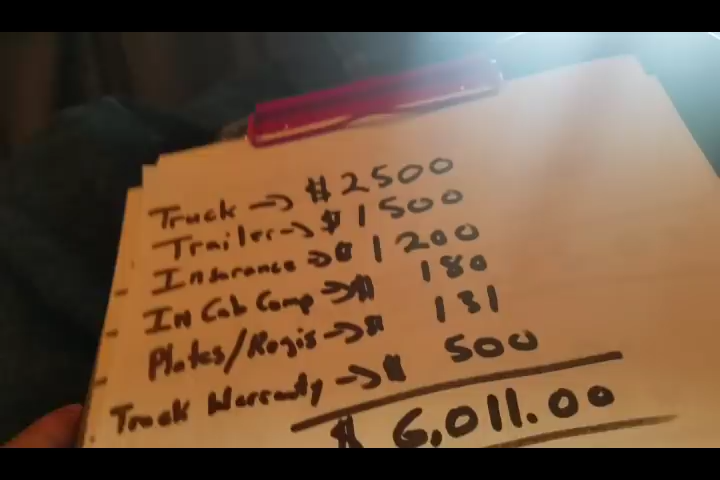 Truck → $ 2500
Trailer → $ 1500
Insurance → $ 1200
In Cab Comp → $ 180
Plates/Regis → $ 131
Truck Warranty → $ 500
$ 6,011.00